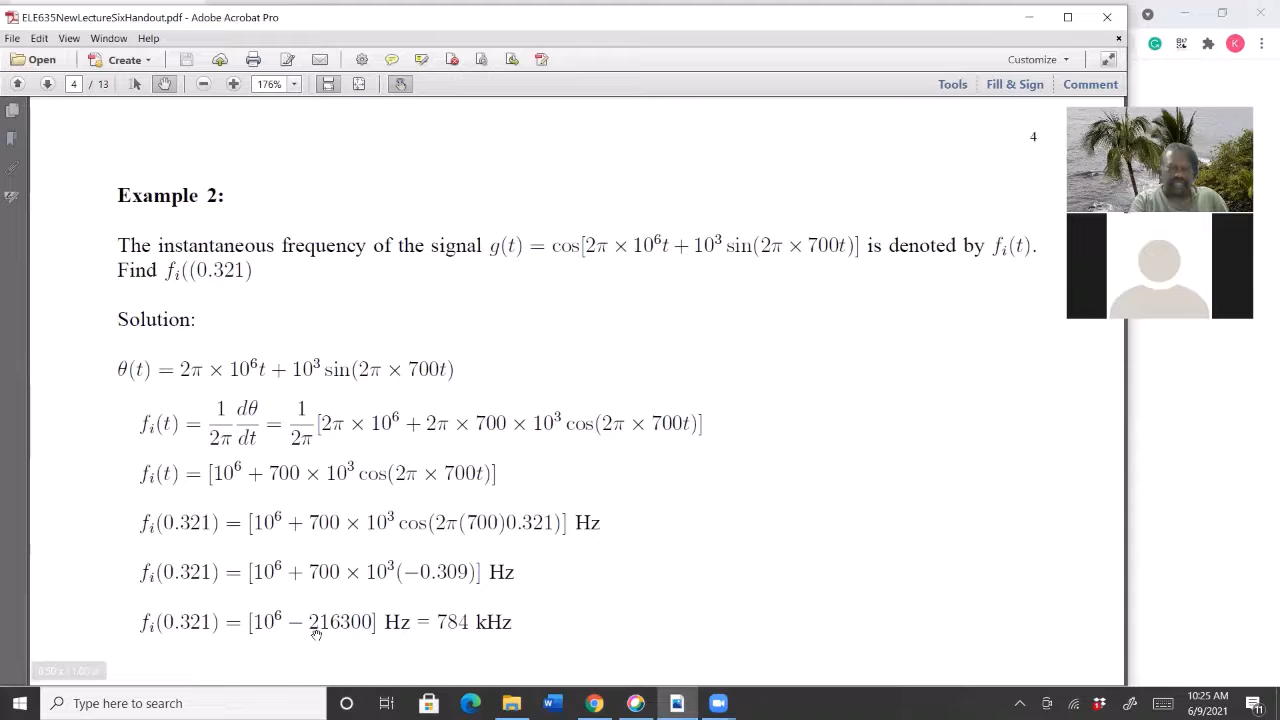 ELE635NewLectureSixHandout.pdf - Adobe Acrobat Pro
File Edit View Window Help
Open Create Customize
4 / 13 176% Tools Fill & Sign Comment
4
Example 2:
The instantaneous frequency of the signal g(t) = cos[2π × 10⁶t + 10³ sin(2π × 700t)] is denoted by fᵢ(t).
Find fᵢ((0.321)
Solution:
θ(t) = 2π × 10⁶t + 10³ sin(2π × 700t)
fᵢ(t) = 1/2π dθ/dt = 1/2π [2π × 10⁶ + 2π × 700 × 10³ cos(2π × 700t)]
fᵢ(t) = [10⁶ + 700 × 10³ cos(2π × 700t)]
fᵢ(0.321) = [10⁶ + 700 × 10³ cos(2π(700)0.321)] Hz
fᵢ(0.321) = [10⁶ + 700 × 10³(−0.309)] Hz
fᵢ(0.321) = [10⁶ − 216300] Hz = 784 kHz
K
Type here to search
10:25 AM
6/9/2021
11